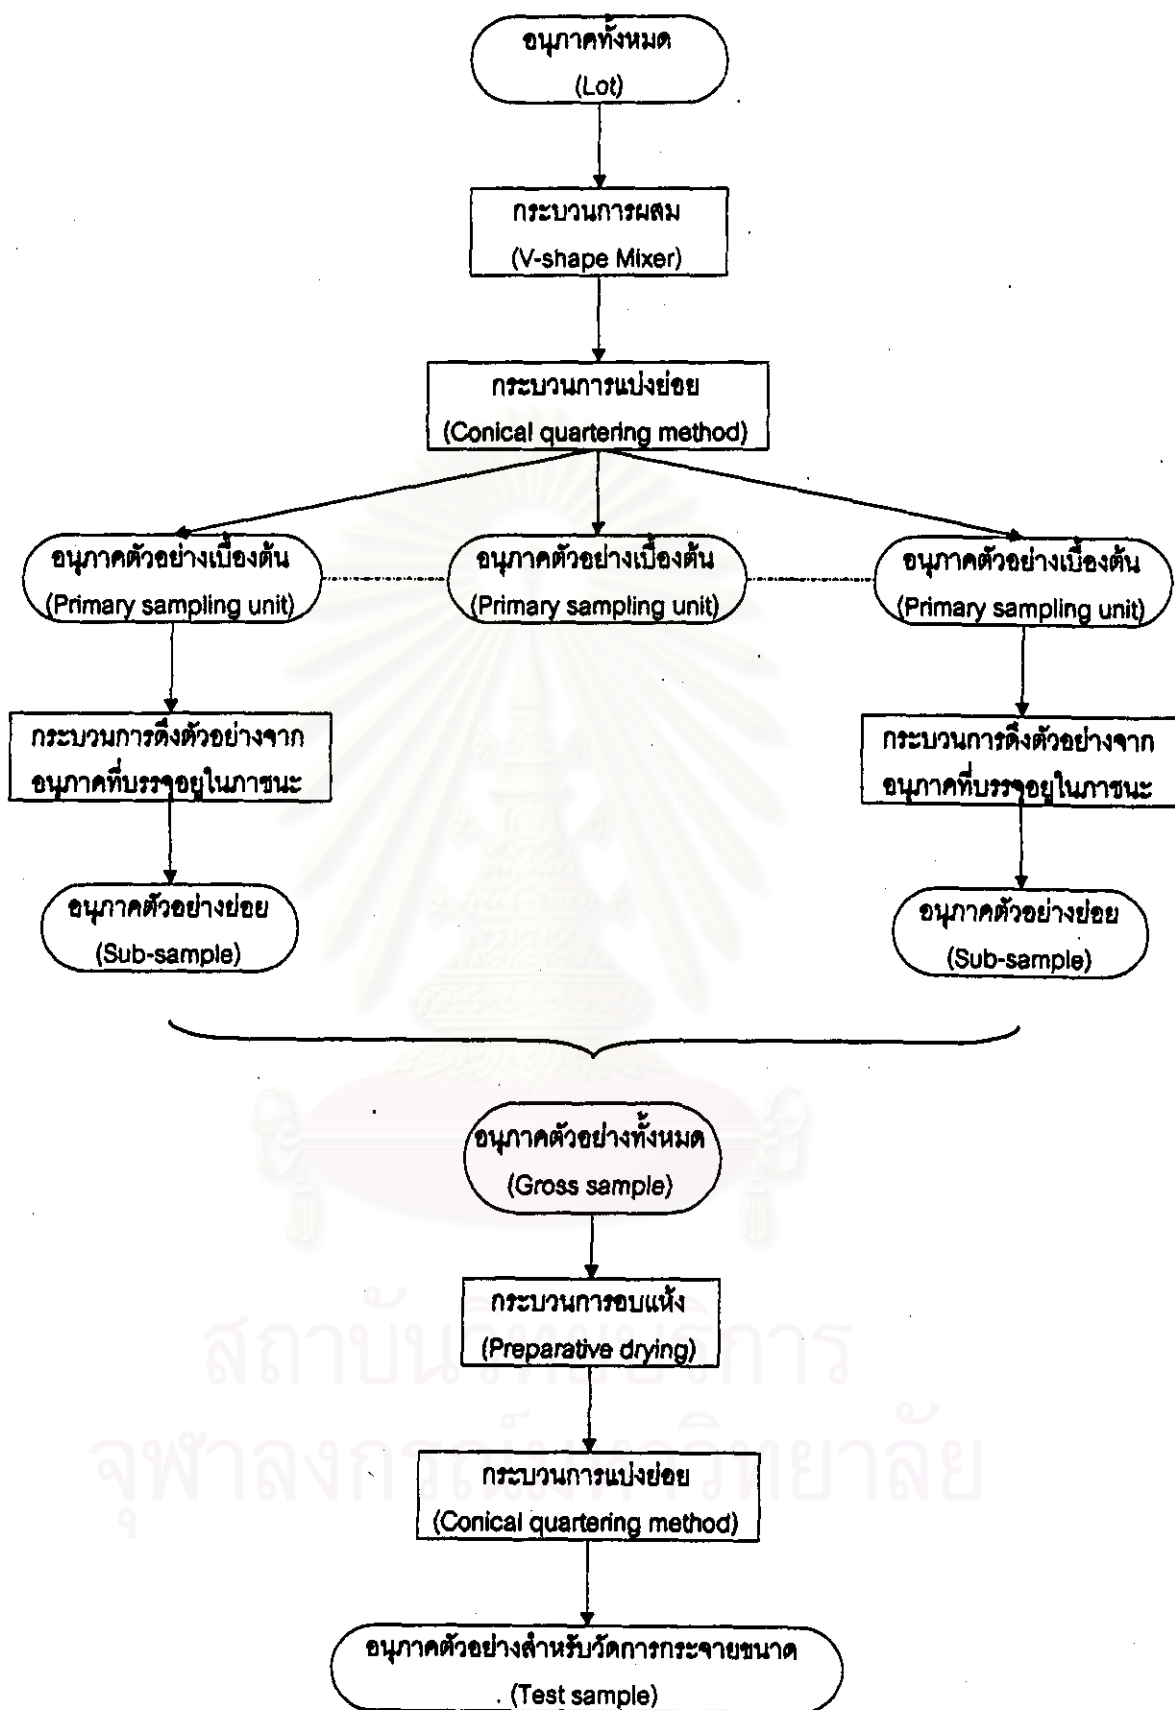 อนุภาคทั้งหมด
(Lot)
กระบวนการผสม
(V-shape Mixer)
กระบวนการแบ่งย่อย
(Conical quartering method)
อนุภาคตัวอย่างเบื้องต้น
(Primary sampling unit)
อนุภาคตัวอย่างเบื้องต้น
(Primary sampling unit)
อนุภาคตัวอย่างเบื้องต้น
(Primary sampling unit)
กระบวนการดึงตัวอย่างจาก
อนุภาคที่บรรจุอยู่ในภาชนะ
กระบวนการดึงตัวอย่างจาก
อนุภาคที่บรรจุอยู่ในภาชนะ
อนุภาคตัวอย่างย่อย
(Sub-sample)
อนุภาคตัวอย่างย่อย
(Sub-sample)
อนุภาคตัวอย่างทั้งหมด
(Gross sample)
กระบวนการอบแห้ง
(Preparative drying)
สถาบันวิทยบริการ
จุฬาลงกรณ์มหาวิทยาลัย
กระบวนการแบ่งย่อย
(Conical quartering method)
อนุภาคตัวอย่างสำหรับวัดการกระจายขนาด
(Test sample)